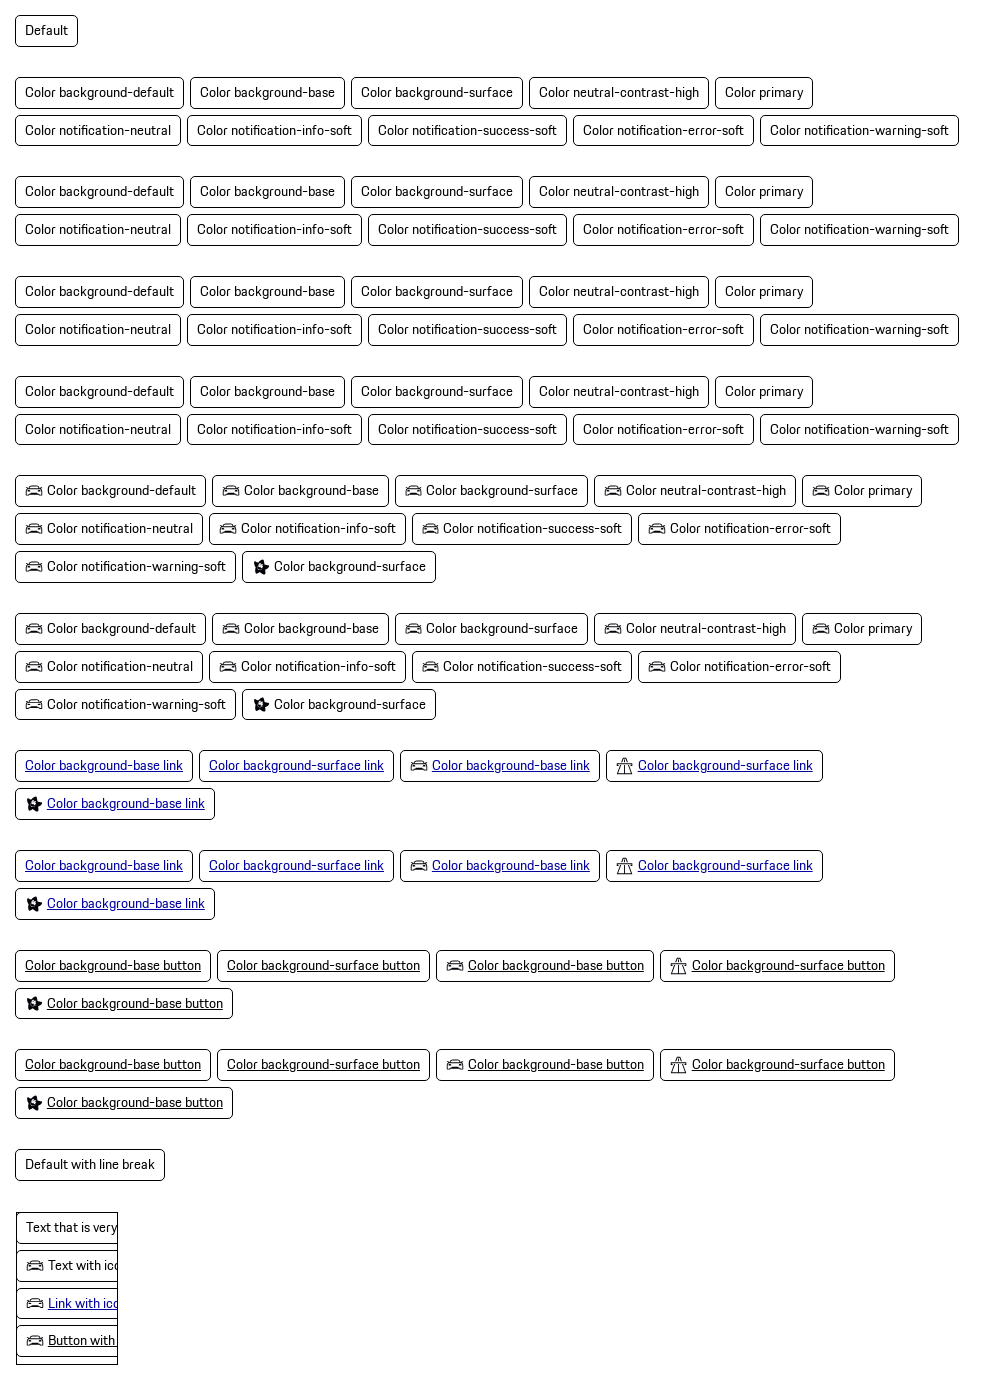 Default
Color background-default Color background-base Color background-surface Color neutral-contrast-high Color primary
Color notification-neutral Color notification-info-soft Color notification-success-soft Color notification-error-soft Color notification-warning-soft
Color background-default Color background-base Color background-surface Color neutral-contrast-high Color primary
Color notification-neutral Color notification-info-soft Color notification-success-soft Color notification-error-soft Color notification-warning-soft
Color background-default Color background-base Color background-surface Color neutral-contrast-high Color primary
Color notification-neutral Color notification-info-soft Color notification-success-soft Color notification-error-soft Color notification-warning-soft
Color background-default Color background-base Color background-surface Color neutral-contrast-high Color primary
Color notification-neutral Color notification-info-soft Color notification-success-soft Color notification-error-soft Color notification-warning-soft
Color background-default Color background-base Color background-surface Color neutral-contrast-high Color primary
Color notification-neutral Color notification-info-soft Color notification-success-soft Color notification-error-soft
Color notification-warning-soft Color background-surface
Color background-default Color background-base Color background-surface Color neutral-contrast-high Color primary
Color notification-neutral Color notification-info-soft Color notification-success-soft Color notification-error-soft
Color notification-warning-soft Color background-surface
Color background-base link Color background-surface link Color background-base link Color background-surface link
Color background-base link
Color background-base link Color background-surface link Color background-base link Color background-surface link
Color background-base link
Color background-base button Color background-surface button Color background-base button Color background-surface button
Color background-base button
Color background-base button Color background-surface button Color background-base button Color background-surface button
Color background-base button
Default with line break
Text that is very
Text with ico
Link with ico
Button with